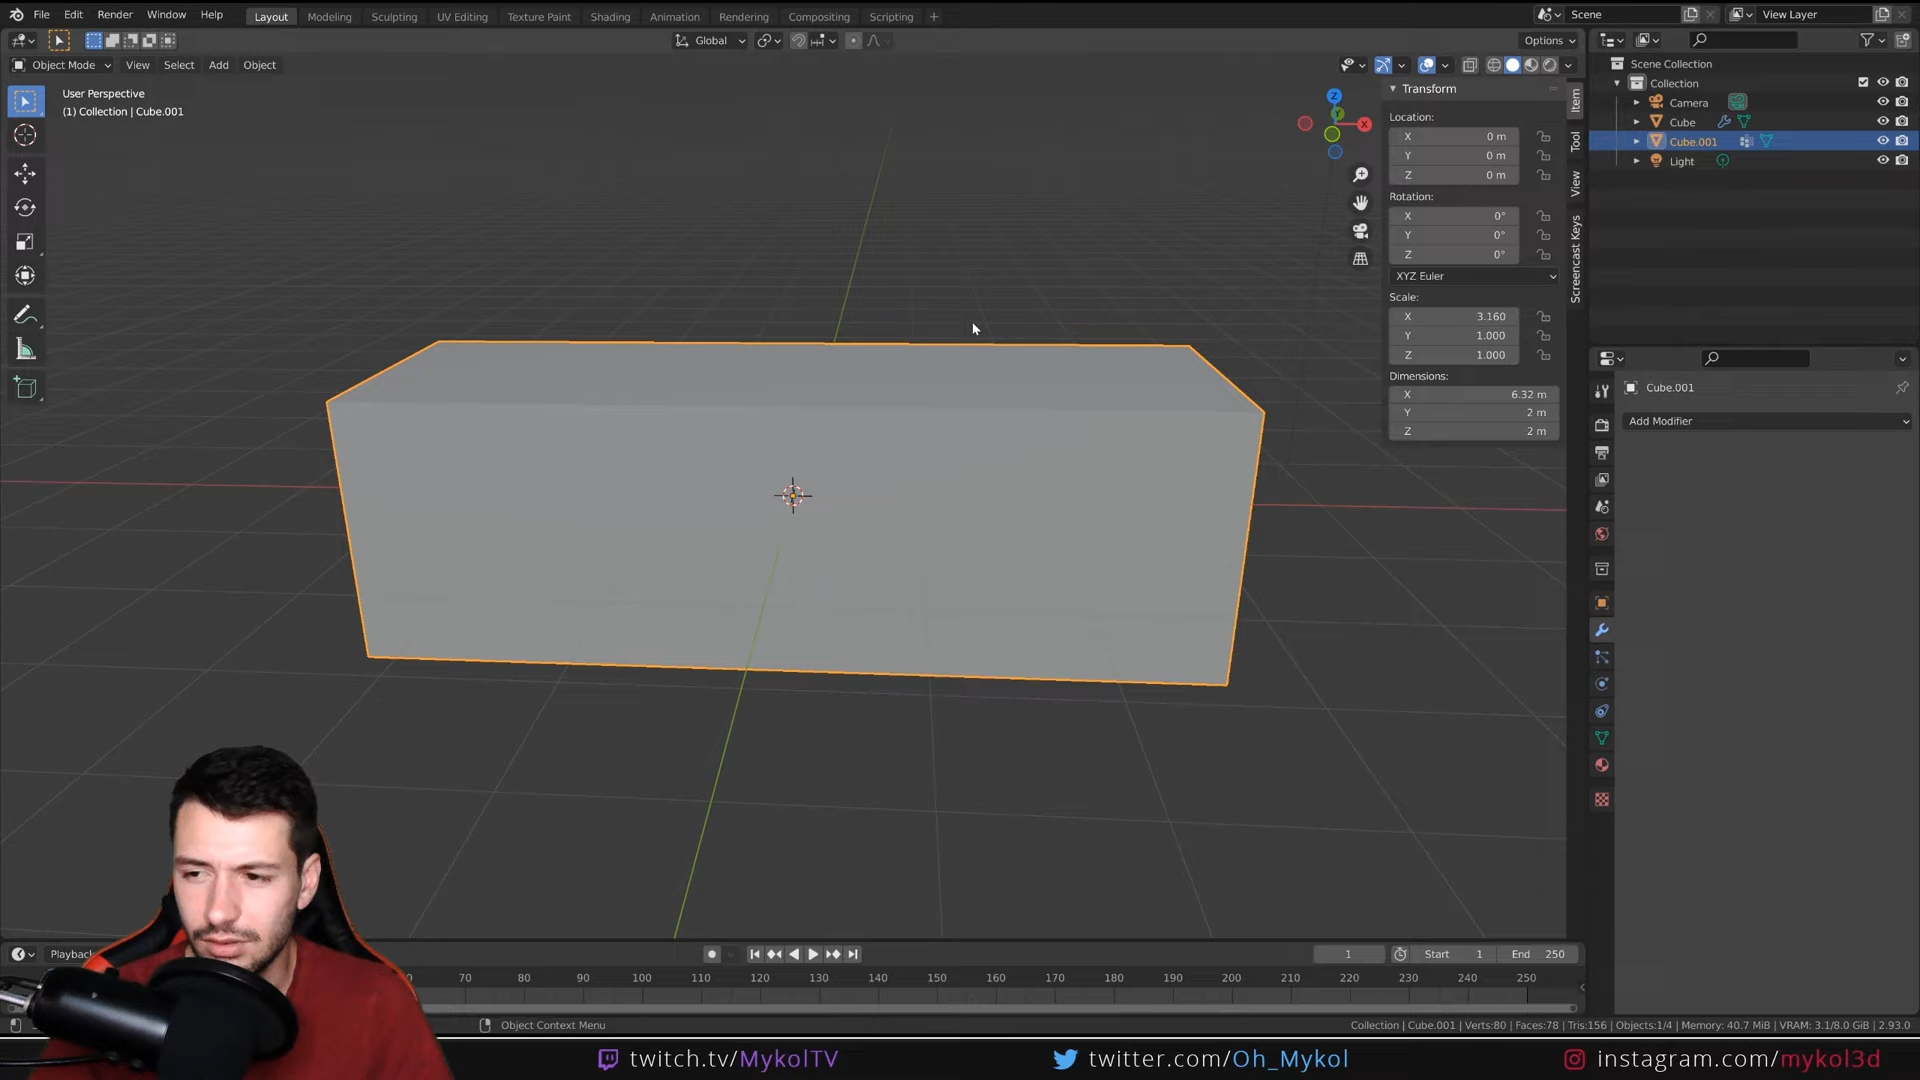 File Edit Render Window Help Layout Modeling Sculpting UV Editing Texture Paint Shading Animation Rendering Compositing Scripting + Scene View Layer
Global Options
Object Mode View Select Add Object
User Perspective
(1) Collection | Cube.001
Transform
Location:
X 0 m
Y 0 m
Z 0 m
Rotation:
X 0°
Y 0°
Z 0°
XYZ Euler
Scale:
X 3.160
Y 1.000
Z 1.000
Dimensions:
X 6.32 m
Y 2 m
Z 2 m
Item
Tool
View
Screencast Keys
Z
Y
X
Scene Collection
Collection
Camera
Cube
Cube.001
Light
Cube.001
Add Modifier
Playback 1 Start 1 End 250
70 80 90 100 110 120 130 140 150 160 170 180 190 200 210 220 230 240 250
Object Context Menu
Collection | Cube.001 | Verts:80 | Faces:78 | Tris:156 | Objects:1/4 | Memory: 40.7 MiB | VRAM: 3.1/8.0 GiB | 2.93.0
twitch.tv/MykolTV twitter.com/Oh_Mykol instagram.com/mykol3d